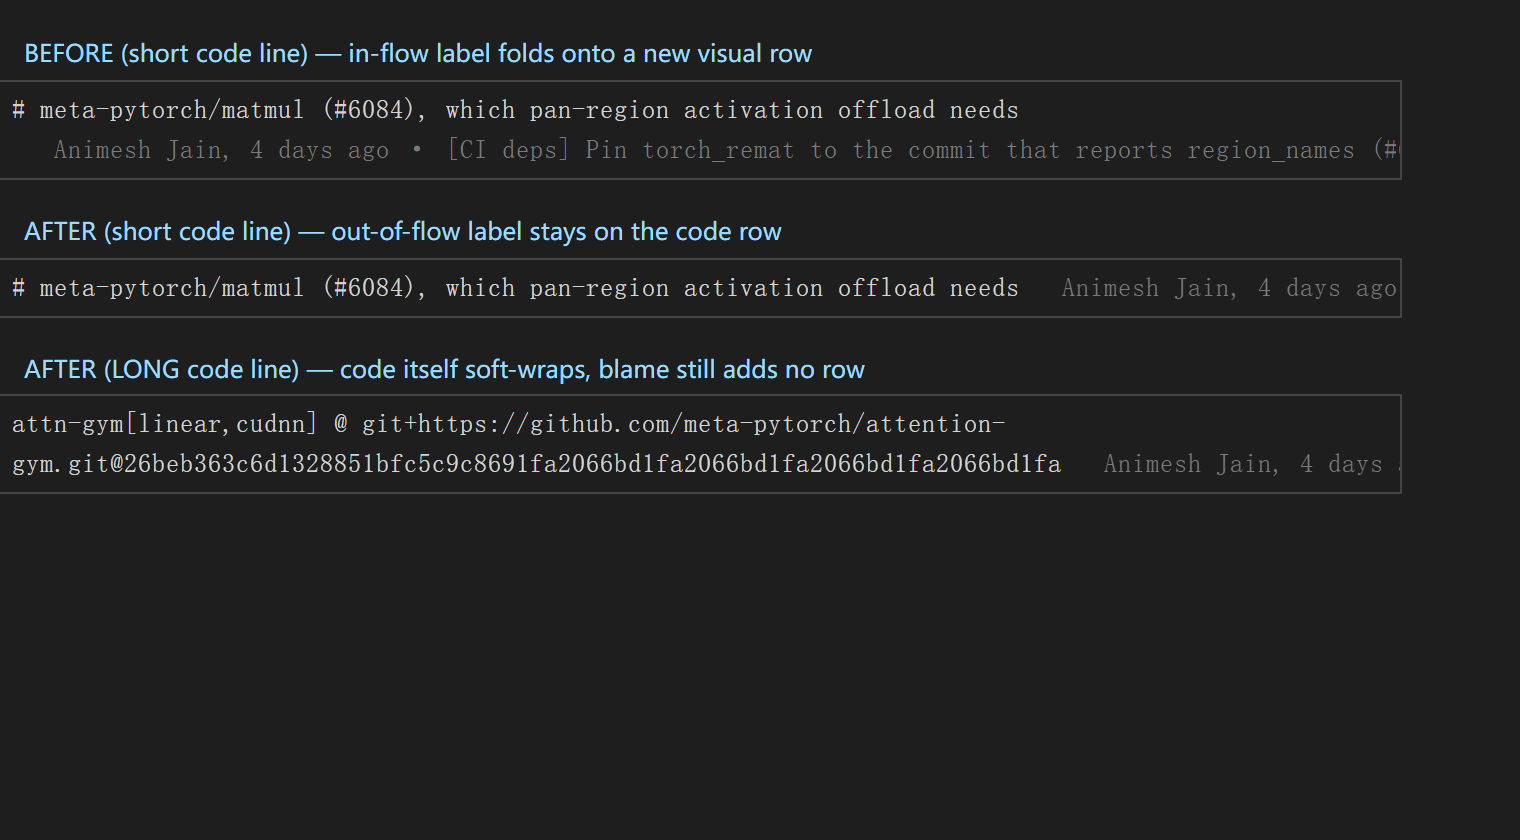 BEFORE (short code line) — in-flow label folds onto a new visual row
# meta-pytorch/matmul (#6084), which pan-region activation offload needs
Animesh Jain, 4 days ago • [CI deps] Pin torch_remat to the commit that reports region_names (#
AFTER (short code line) — out-of-flow label stays on the code row
# meta-pytorch/matmul (#6084), which pan-region activation offload needs Animesh Jain, 4 days ago
AFTER (LONG code line) — code itself soft-wraps, blame still adds no row
attn-gym[linear,cudnn] @ git+https://github.com/meta-pytorch/attention-
gym.git@26beb363c6d1328851bfc5c9c8691fa2066bd1fa2066bd1fa2066bd1fa2066bd1fa Animesh Jain, 4 days